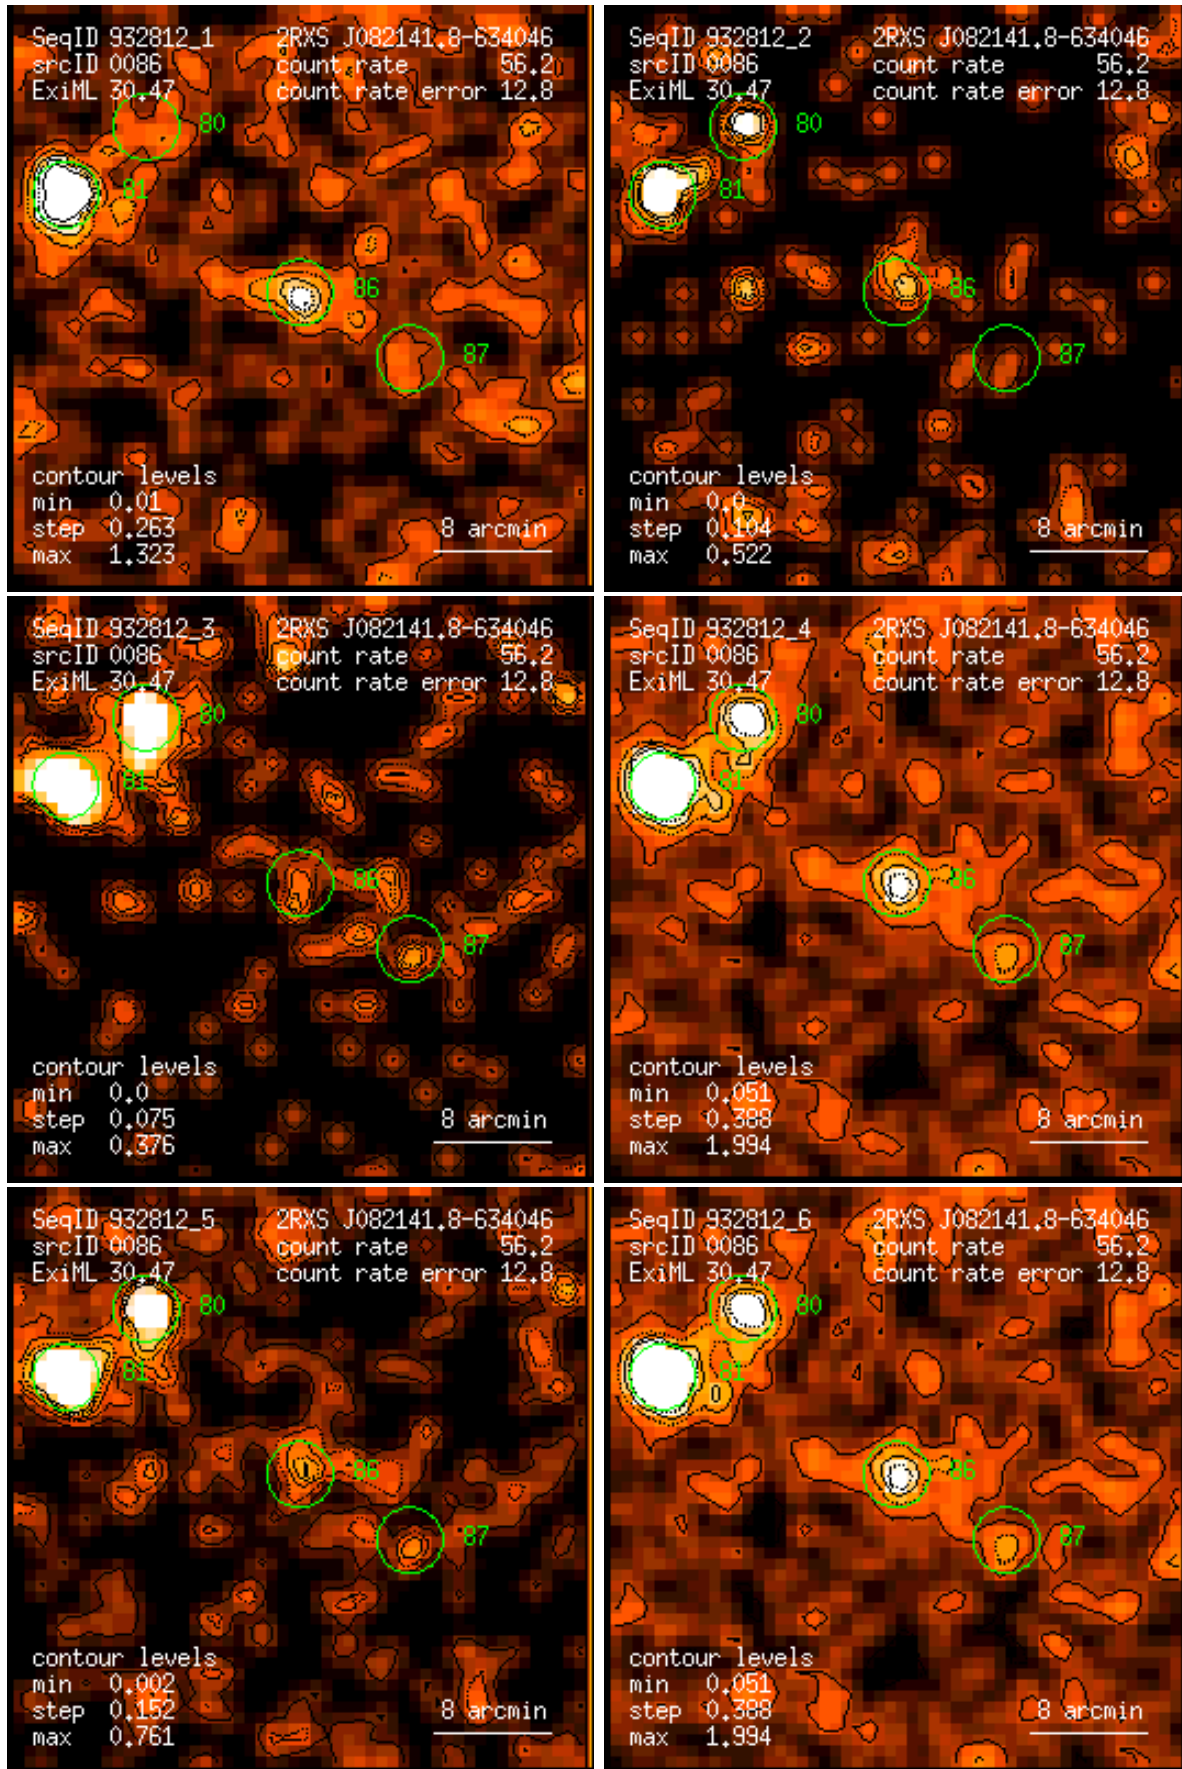 SeqID 932812_1 2RXS J082141.8-634046
srcID 0086 count rate 56.2
ExiML 30.47 count rate error 12.8
80
81
86
87
contour levels
min 0.01
step 0.263 8 arcmin
max 1.323
SeqID 932812_2 2RXS J082141.8-634046
srcID 0086 count rate 56.2
ExiML 30.47 count rate error 12.8
80
81
86
87
contour levels
min 0.0
step 0.104 8 arcmin
max 0.522
SeqID 932812_3 2RXS J082141.8-634046
srcID 0086 count rate 56.2
ExiML 30.47 count rate error 12.8
80
81
86
87
contour levels
min 0.0
step 0.075 8 arcmin
max 0.376
SeqID 932812_4 2RXS J082141.8-634046
srcID 0086 count rate 56.2
ExiML 30.47 count rate error 12.8
80
81
86
87
contour levels
min 0.051
step 0.388 8 arcmin
max 1.994
SeqID 932812_5 2RXS J082141.8-634046
srcID 0086 count rate 56.2
ExiML 30.47 count rate error 12.8
80
81
86
87
contour levels
min 0.002
step 0.152 8 arcmin
max 0.761
SeqID 932812_6 2RXS J082141.8-634046
srcID 0086 count rate 56.2
ExiML 30.47 count rate error 12.8
80
81
86
87
contour levels
min 0.051
step 0.388 8 arcmin
max 1.994